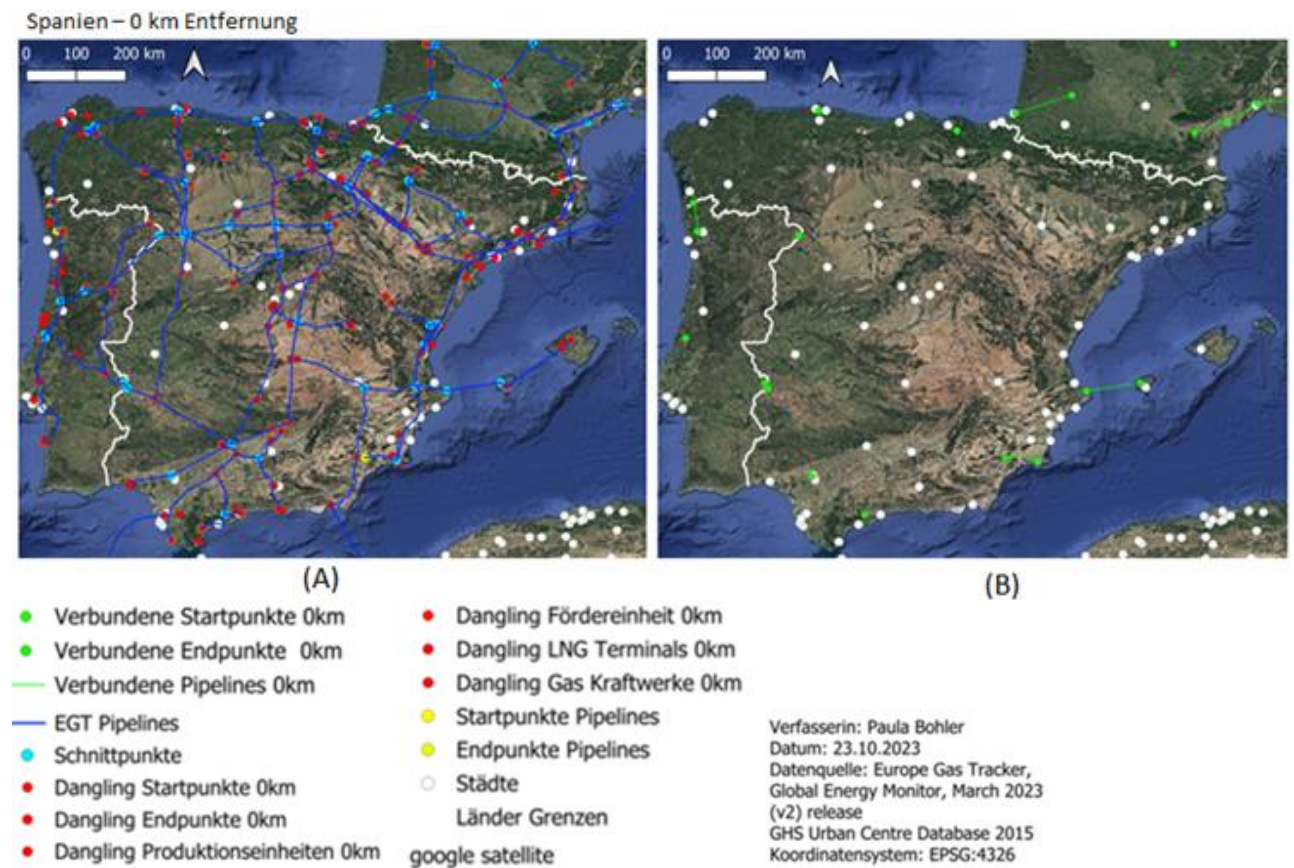 Spanien – 0 km Entfernung
0 100 200 km
0 100 200 km
(A)
(B)
Verbundene Startpunkte 0km
Verbundene Endpunkte 0km
Verbundene Pipelines 0km
EGT Pipelines
Schnittpunkte
Dangling Startpunkte 0km
Dangling Endpunkte 0km
Dangling Produktionseinheiten 0km
Dangling Fördereinheit 0km
Dangling LNG Terminals 0km
Dangling Gas Kraftwerke 0km
Startpunkte Pipelines
Endpunkte Pipelines
Städte
Länder Grenzen
google satellite
Verfasserin: Paula Bohler
Datum: 23.10.2023
Datenquelle: Europe Gas Tracker,
Global Energy Monitor, March 2023
(v2) release
GHS Urban Centre Database 2015
Koordinatensystem: EPSG:4326